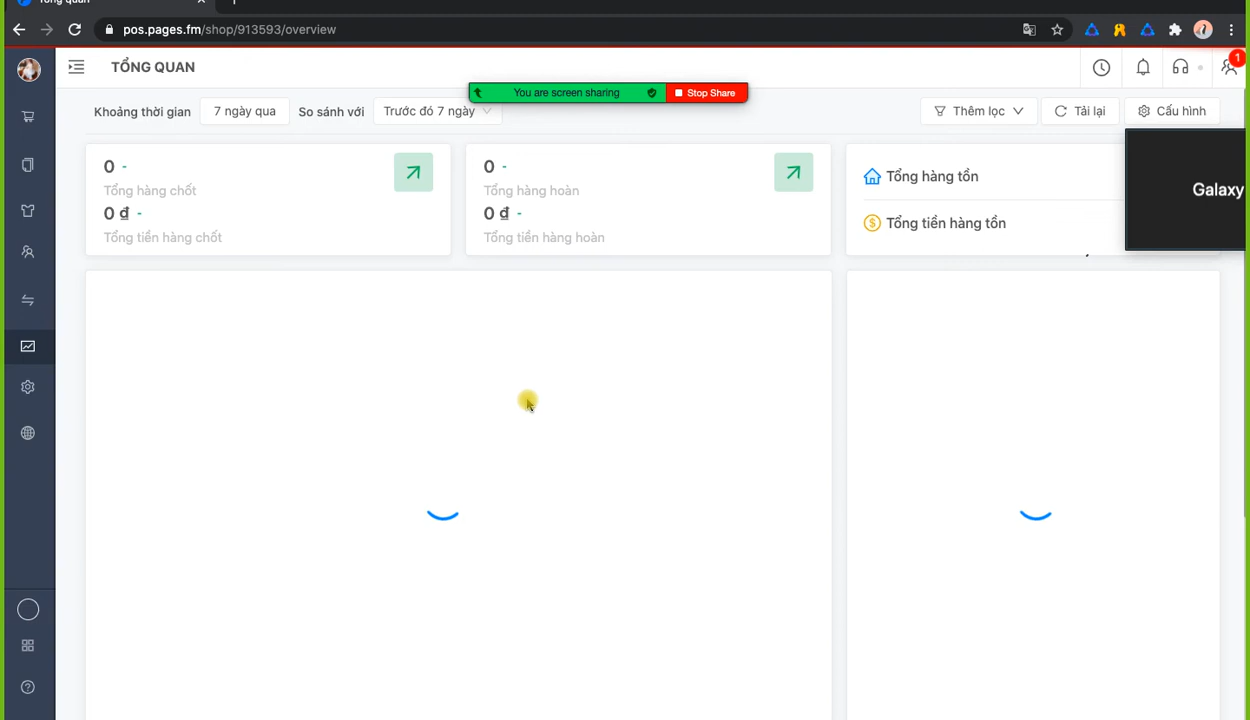 Tổng quan
pos.pages.fm/shop/913593/overview
TỔNG QUAN
1
You are screen sharing
Stop Share
Khoảng thời gian
7 ngày qua
So sánh với
Trước đó 7 ngày
Thêm lọc
Tải lại
Cấu hình
0 -
Tổng hàng chốt
0 ₫ -
Tổng tiền hàng chốt
0 -
Tổng hàng hoàn
0 ₫ -
Tổng tiền hàng hoàn
Tổng hàng tồn
Tổng tiền hàng tồn
Galaxy